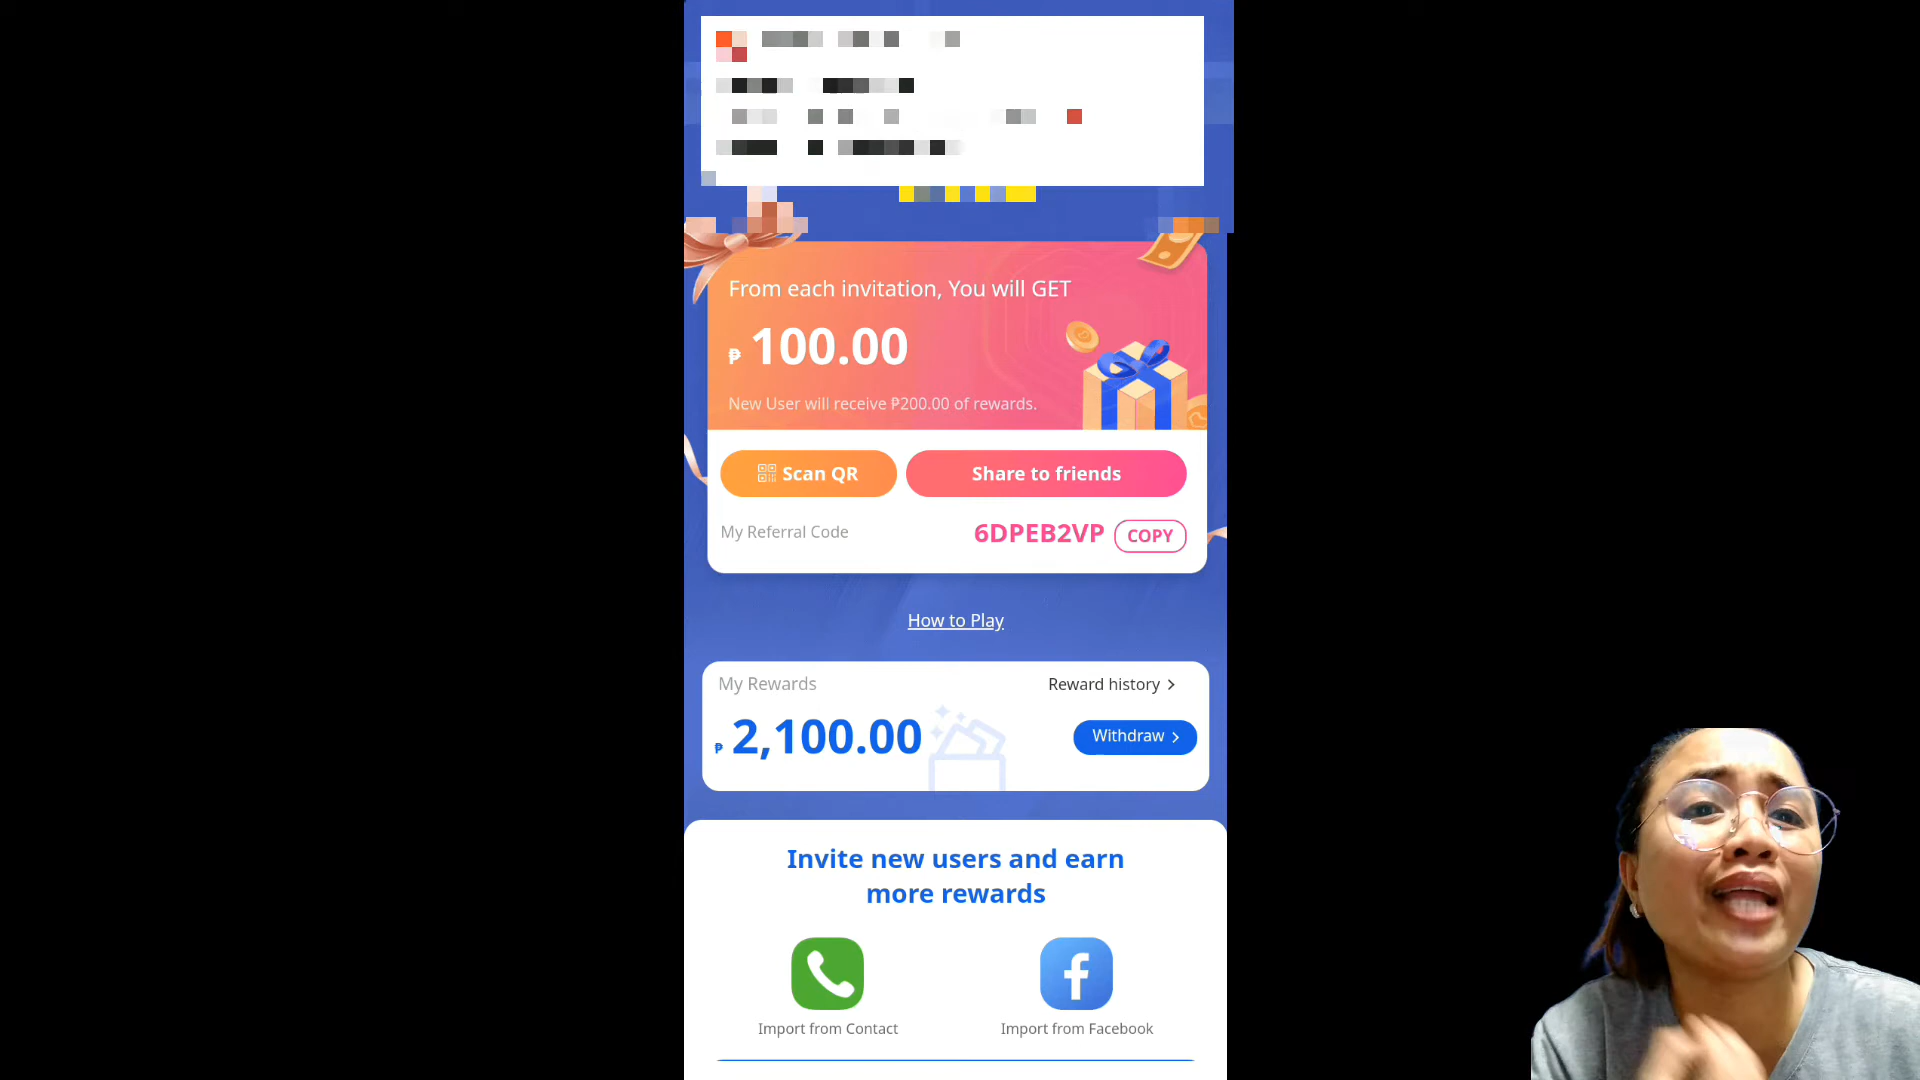 From each invitation, You will GET
₱ 100.00
New User will receive ₱200.00 of rewards.
Scan QR
Share to friends
My Referral Code
6DPEB2VP
COPY
How to Play
My Rewards
Reward history >
₱ 2,100.00
Withdraw >
Invite new users and earn
more rewards
Import from Contact
Import from Facebook